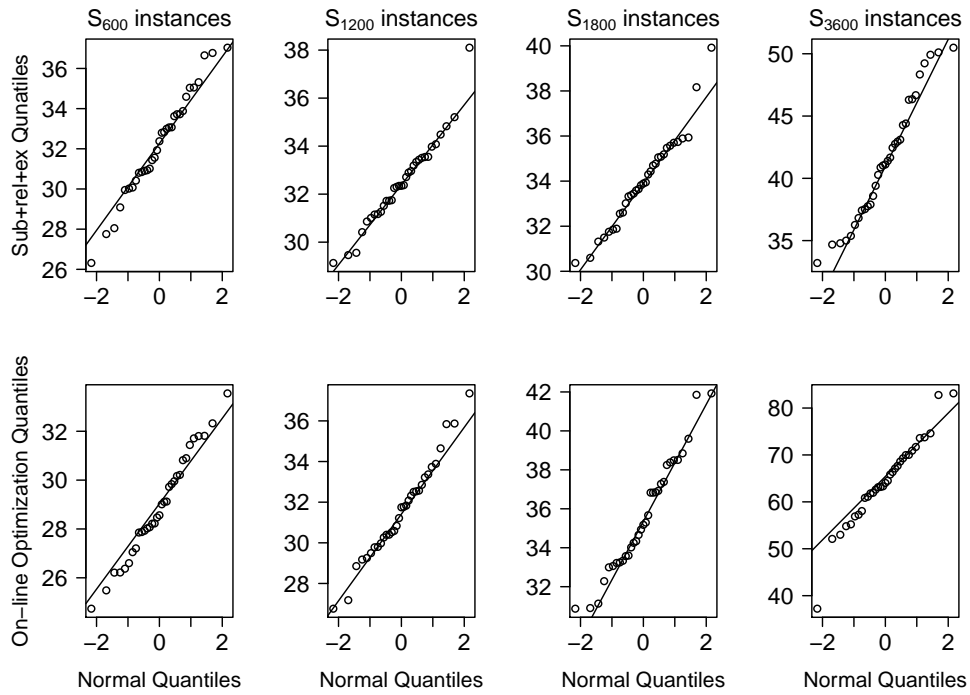 S600 instances
S1200 instances
S1800 instances
S3600 instances
Sub+rel+ex Qunatiles
36
34
32
30
28
26
−2 0 2
38
36
34
32
30
−2 0 2
40
38
36
34
32
30
−2 0 2
50
45
40
35
−2 0 2
On−line Optimization Quantiles
32
30
28
26
−2 0 2
36
34
32
30
28
−2 0 2
42
40
38
36
34
32
−2 0 2
80
70
60
50
40
−2 0 2
Normal Quantiles
Normal Quantiles
Normal Quantiles
Normal Quantiles